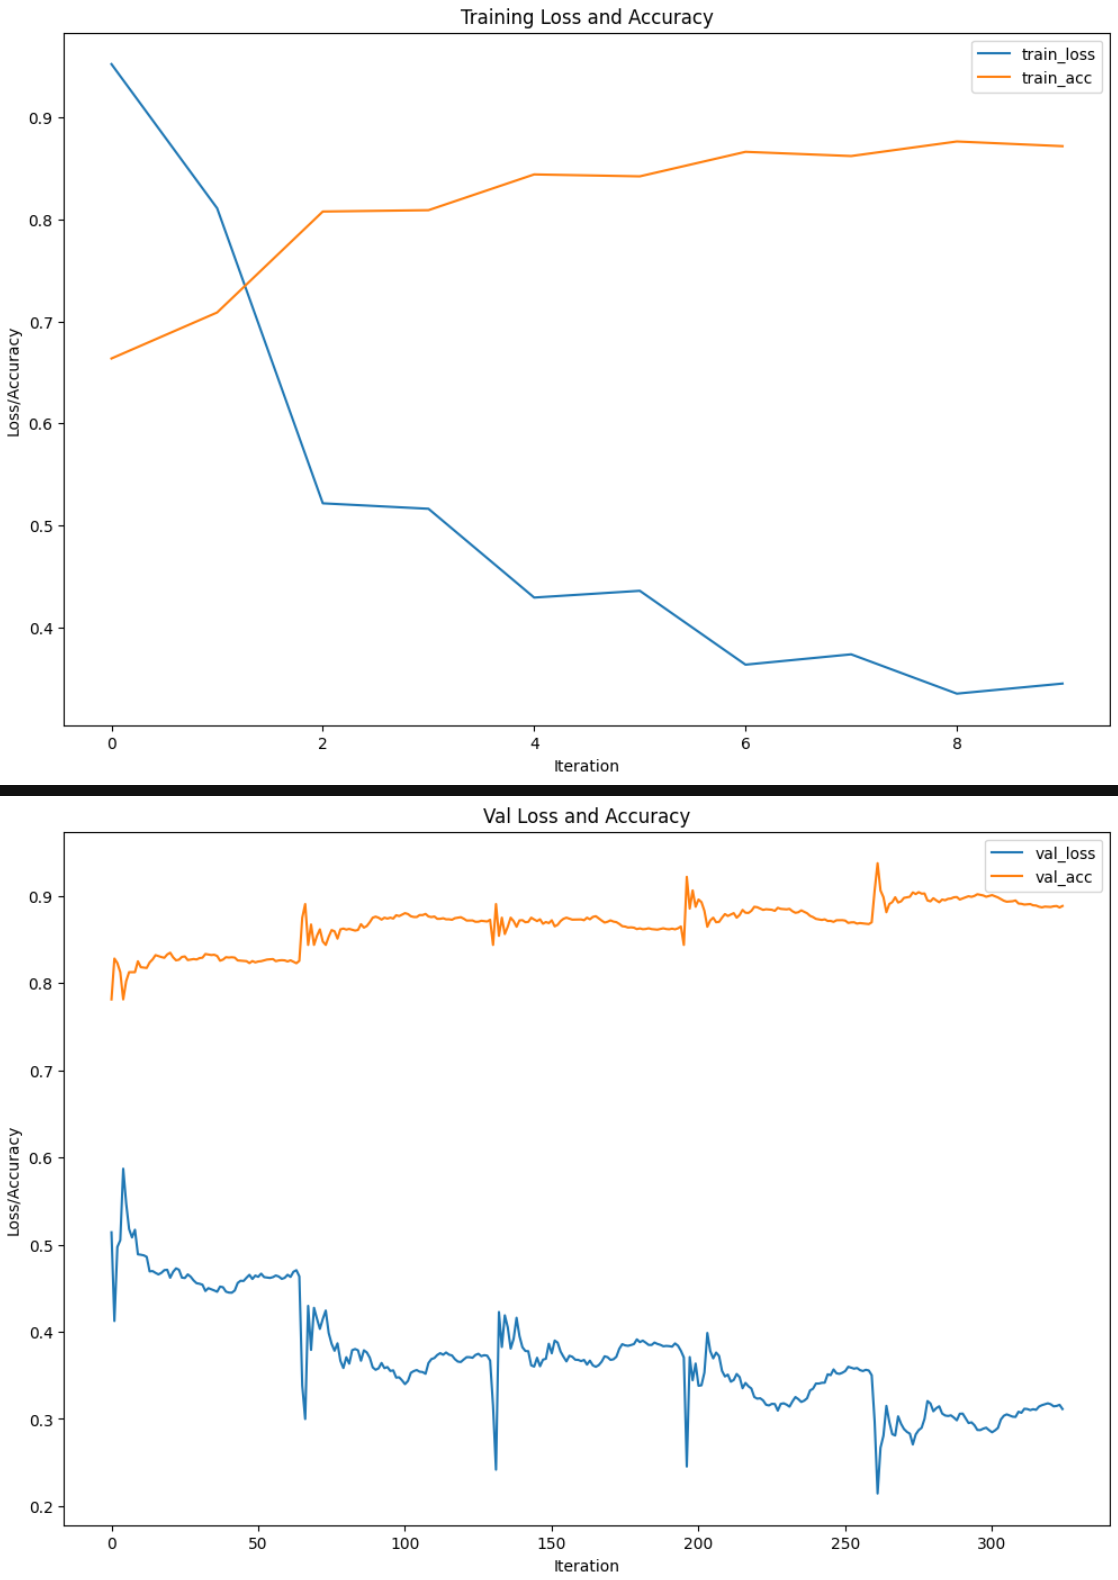 Training Loss and Accuracy
train_loss
train_acc
0.9
0.8
0.7
0.6
0.5
0.4
Loss/Accuracy
0 2 4 6 8
Iteration
Val Loss and Accuracy
val_loss
val_acc
0.9
0.8
0.7
0.6
0.5
0.4
0.3
0.2
Loss/Accuracy
0 50 100 150 200 250 300
Iteration